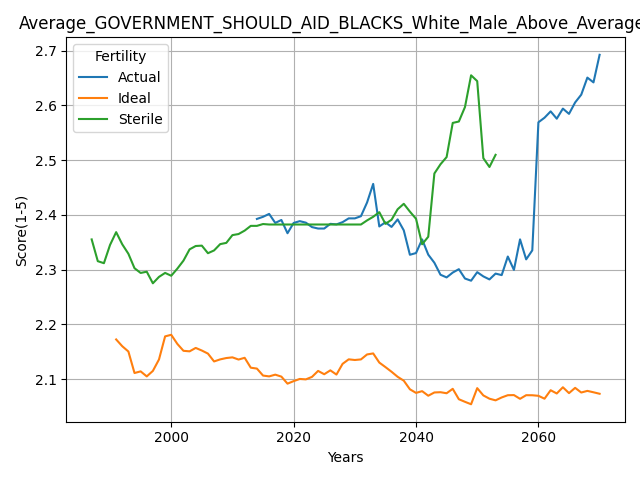 Average_GOVERNMENT_SHOULD_AID_BLACKS_White_Male_Above_Average
Fertility
Actual
Ideal
Sterile
Score(1-5)
2.7
2.6
2.5
2.4
2.3
2.2
2.1
2000 2020 2040 2060
Years